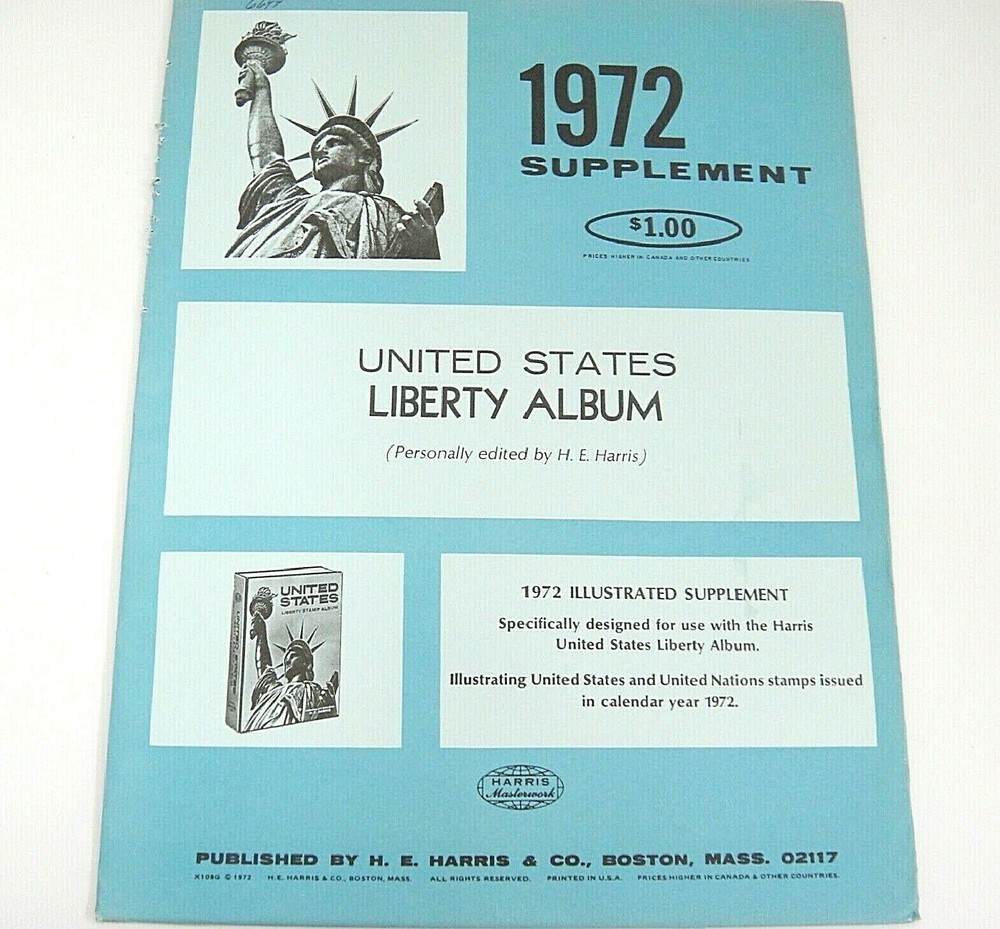 1972
SUPPLEMENT
$1.00
PRICES HIGHER IN CANADA AND OTHER COUNTRIES
UNITED STATES
LIBERTY ALBUM
(Personally edited by H. E. Harris)
UNITED
STATES
LIBERTY STAMP ALBUM
1972 ILLUSTRATED SUPPLEMENT
Specifically designed for use with the Harris
United States Liberty Album.
Illustrating United States and United Nations stamps issued
in calendar year 1972.
HARRIS
Masterwork
PUBLISHED BY H. E. HARRIS & CO., BOSTON, MASS. 02117
X108G © 1972 H.E. HARRIS & CO., BOSTON, MASS. ALL RIGHTS RESERVED. PRINTED IN U.S.A. PRICES HIGHER IN CANADA & OTHER COUNTRIES.